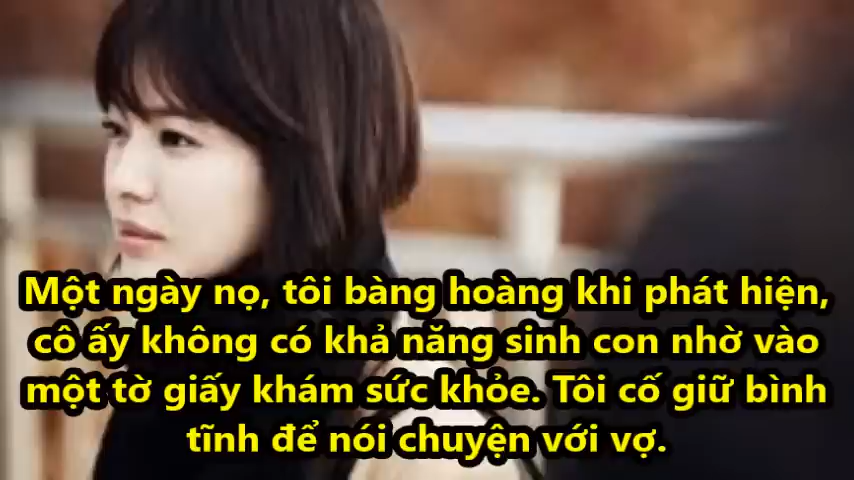 Một ngày nọ, tôi bàng hoàng khi phát hiện,
cô ấy không có khả năng sinh con nhờ vào
một tờ giấy khám sức khỏe. Tôi cố giữ bình
tĩnh để nói chuyện với vợ.